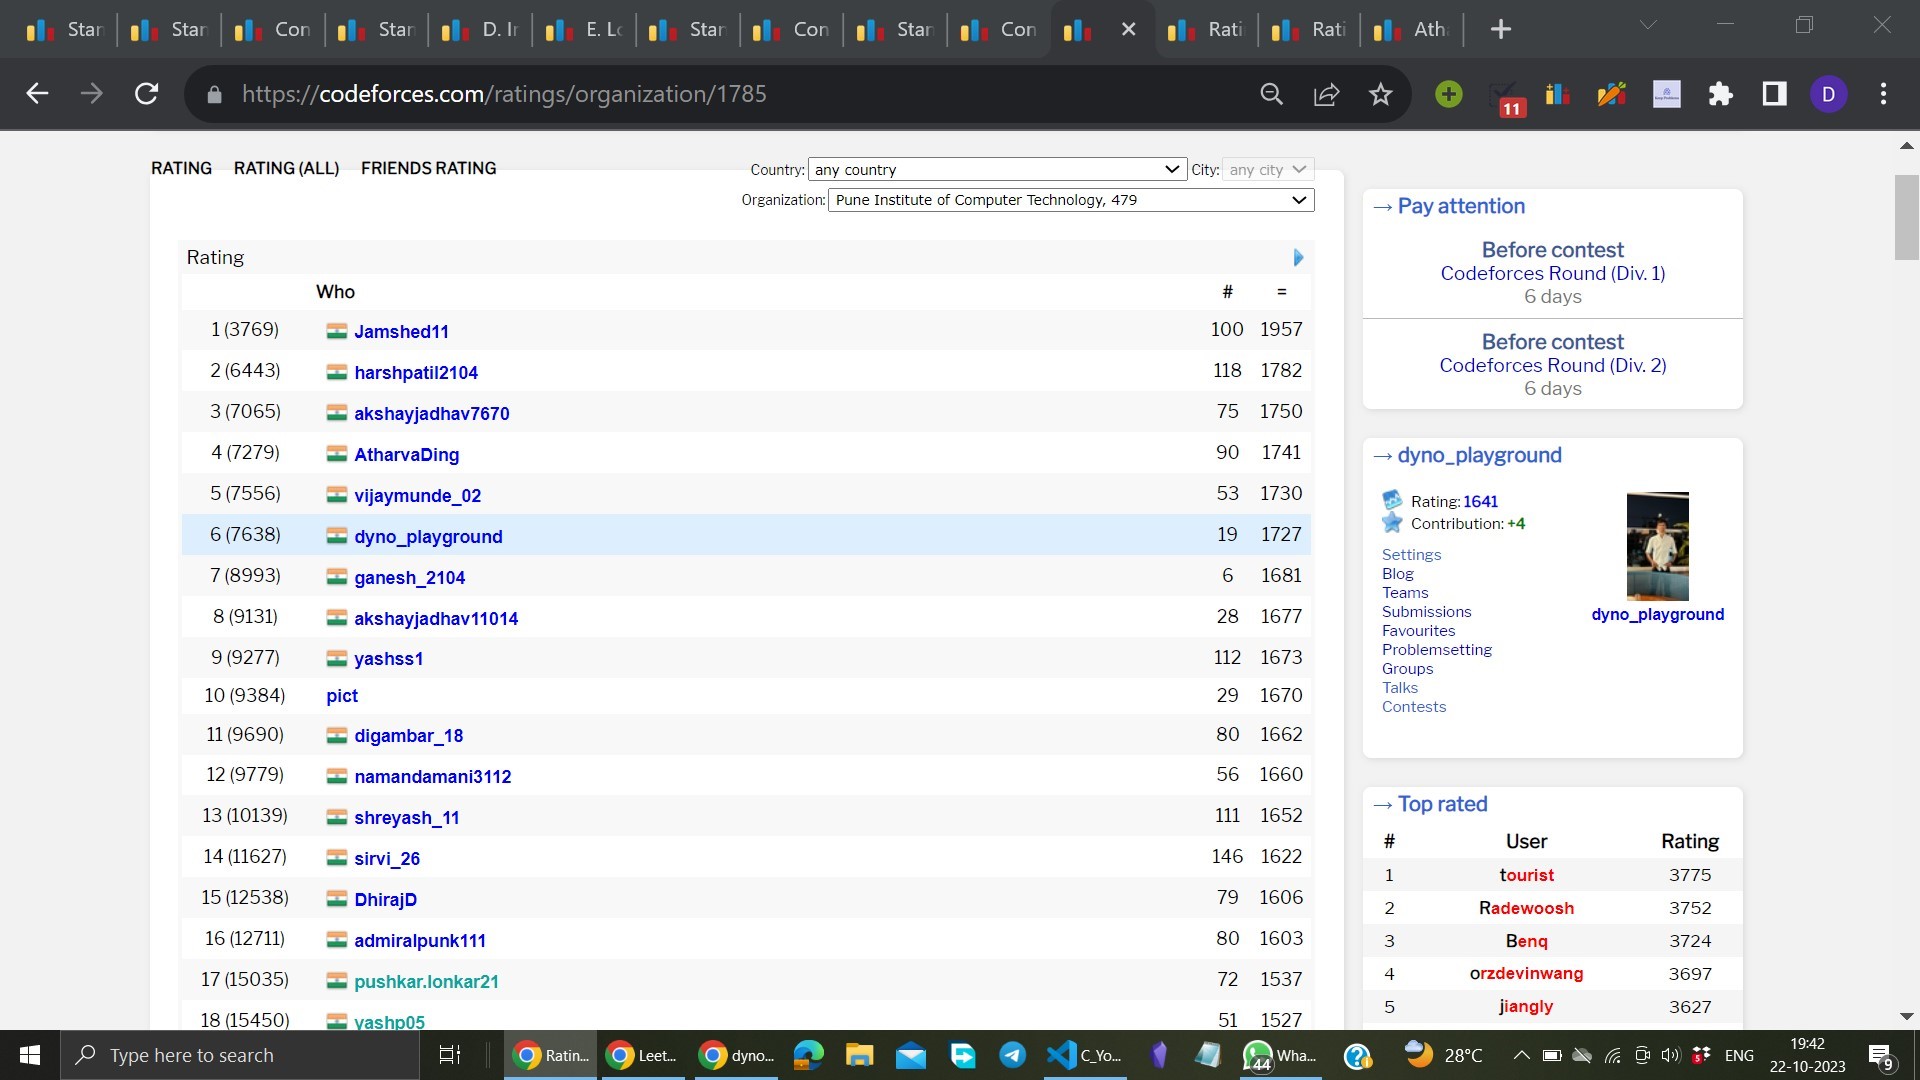 Star
Star
Con
Star
D. Ir
E. Lo
Star
Con
Star
Con
Rati
Rati
Ath
https://codeforces.com/ratings/organization/1785
11
D
RATING RATING (ALL) FRIENDS RATING
Country: any country City: any city
Organization: Pune Institute of Computer Technology, 479
Rating
Who # =
1 (3769) Jamshed11 100 1957
2 (6443) harshpatil2104 118 1782
3 (7065) akshayjadhav7670 75 1750
4 (7279) AtharvaDing 90 1741
5 (7556) vijaymunde_02 53 1730
6 (7638) dyno_playground 19 1727
7 (8993) ganesh_2104 6 1681
8 (9131) akshayjadhav11014 28 1677
9 (9277) yashss1 112 1673
10 (9384) pict 29 1670
11 (9690) digambar_18 80 1662
12 (9779) namandamani3112 56 1660
13 (10139) shreyash_11 111 1652
14 (11627) sirvi_26 146 1622
15 (12538) DhirajD 79 1606
16 (12711) admiralpunk111 80 1603
17 (15035) pushkar.lonkar21 72 1537
18 (15450) yashp05 51 1527
→ Pay attention
Before contest
Codeforces Round (Div. 1)
6 days
Before contest
Codeforces Round (Div. 2)
6 days
→ dyno_playground
Rating: 1641
Contribution: +4
Settings
Blog
Teams
Submissions
Favourites
Problemsetting
Groups
Talks
Contests
dyno_playground
→ Top rated
# User Rating
1 tourist 3775
2 Radewoosh 3752
3 Benq 3724
4 orzdevinwang 3697
5 jiangly 3627
Type here to search
Ratin...
Leet...
dyno...
C_Yo...
44
Wha...
28°C
5
ENG
19:42
22-10-2023
9